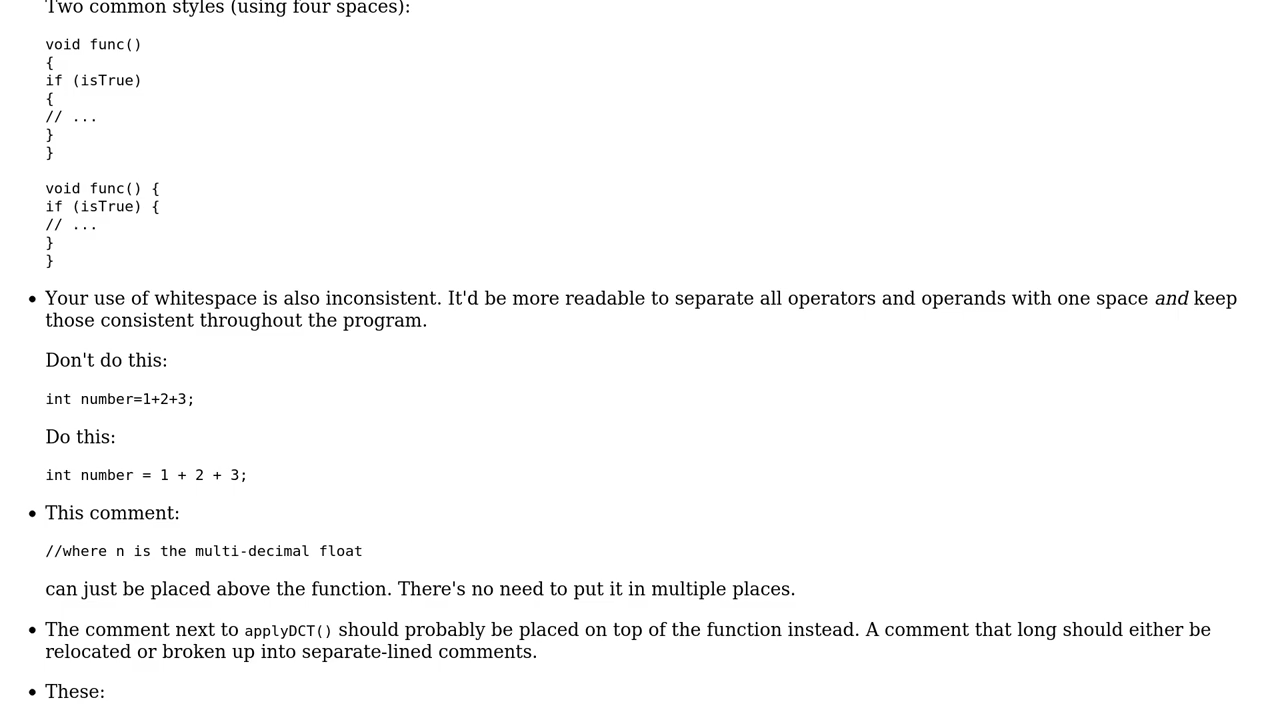 Two common styles (using four spaces):
void func()
{
if (isTrue)
{
// ...
}
}
void func() {
if (isTrue) {
// ...
}
}
• Your use of whitespace is also inconsistent. It'd be more readable to separate all operators and operands with one space and keep
those consistent throughout the program.
Don't do this:
int number=1+2+3;
Do this:
int number = 1 + 2 + 3;
• This comment:
//where n is the multi-decimal float
can just be placed above the function. There's no need to put it in multiple places.
• The comment next to applyDCT() should probably be placed on top of the function instead. A comment that long should either be
relocated or broken up into separate-lined comments.
• These: